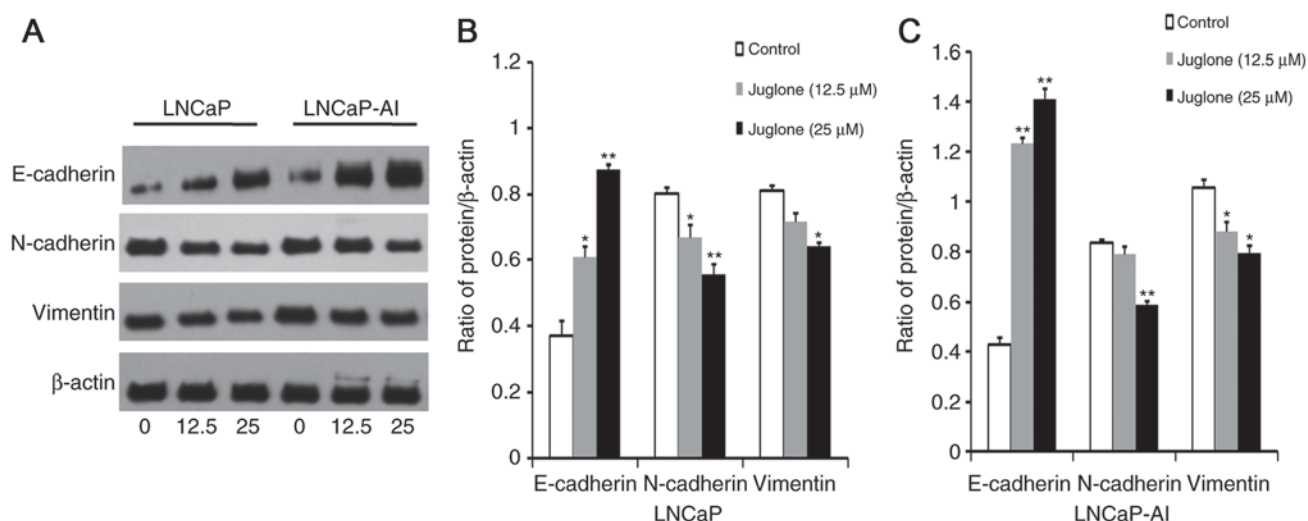 A
LNCaP LNCaP-AI
E-cadherin
N-cadherin
Vimentin
β-actin
0 12.5 25 0 12.5 25
B
Control
Juglone (12.5 μM)
Juglone (25 μM)
Ratio of protein/β-actin
1.2
1
0.8
0.6
0.4
0.2
0
* **
* **
*
E-cadherin N-cadherin Vimentin
LNCaP
C
Control
Juglone (12.5 μM)
Juglone (25 μM)
Ratio of protein/β-actin
1.6
1.4
1.2
1.0
0.8
0.6
0.4
0.2
0
** **
**
* *
E-cadherin N-cadherin Vimentin
LNCaP-AI